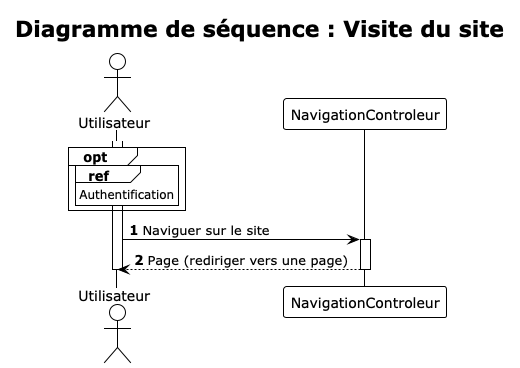 Diagramme de séquence : Visite du site
Utilisateur
NavigationControleur
opt
ref
Authentification
1 Naviguer sur le site
2 Page (rediriger vers une page)
Utilisateur
NavigationControleur